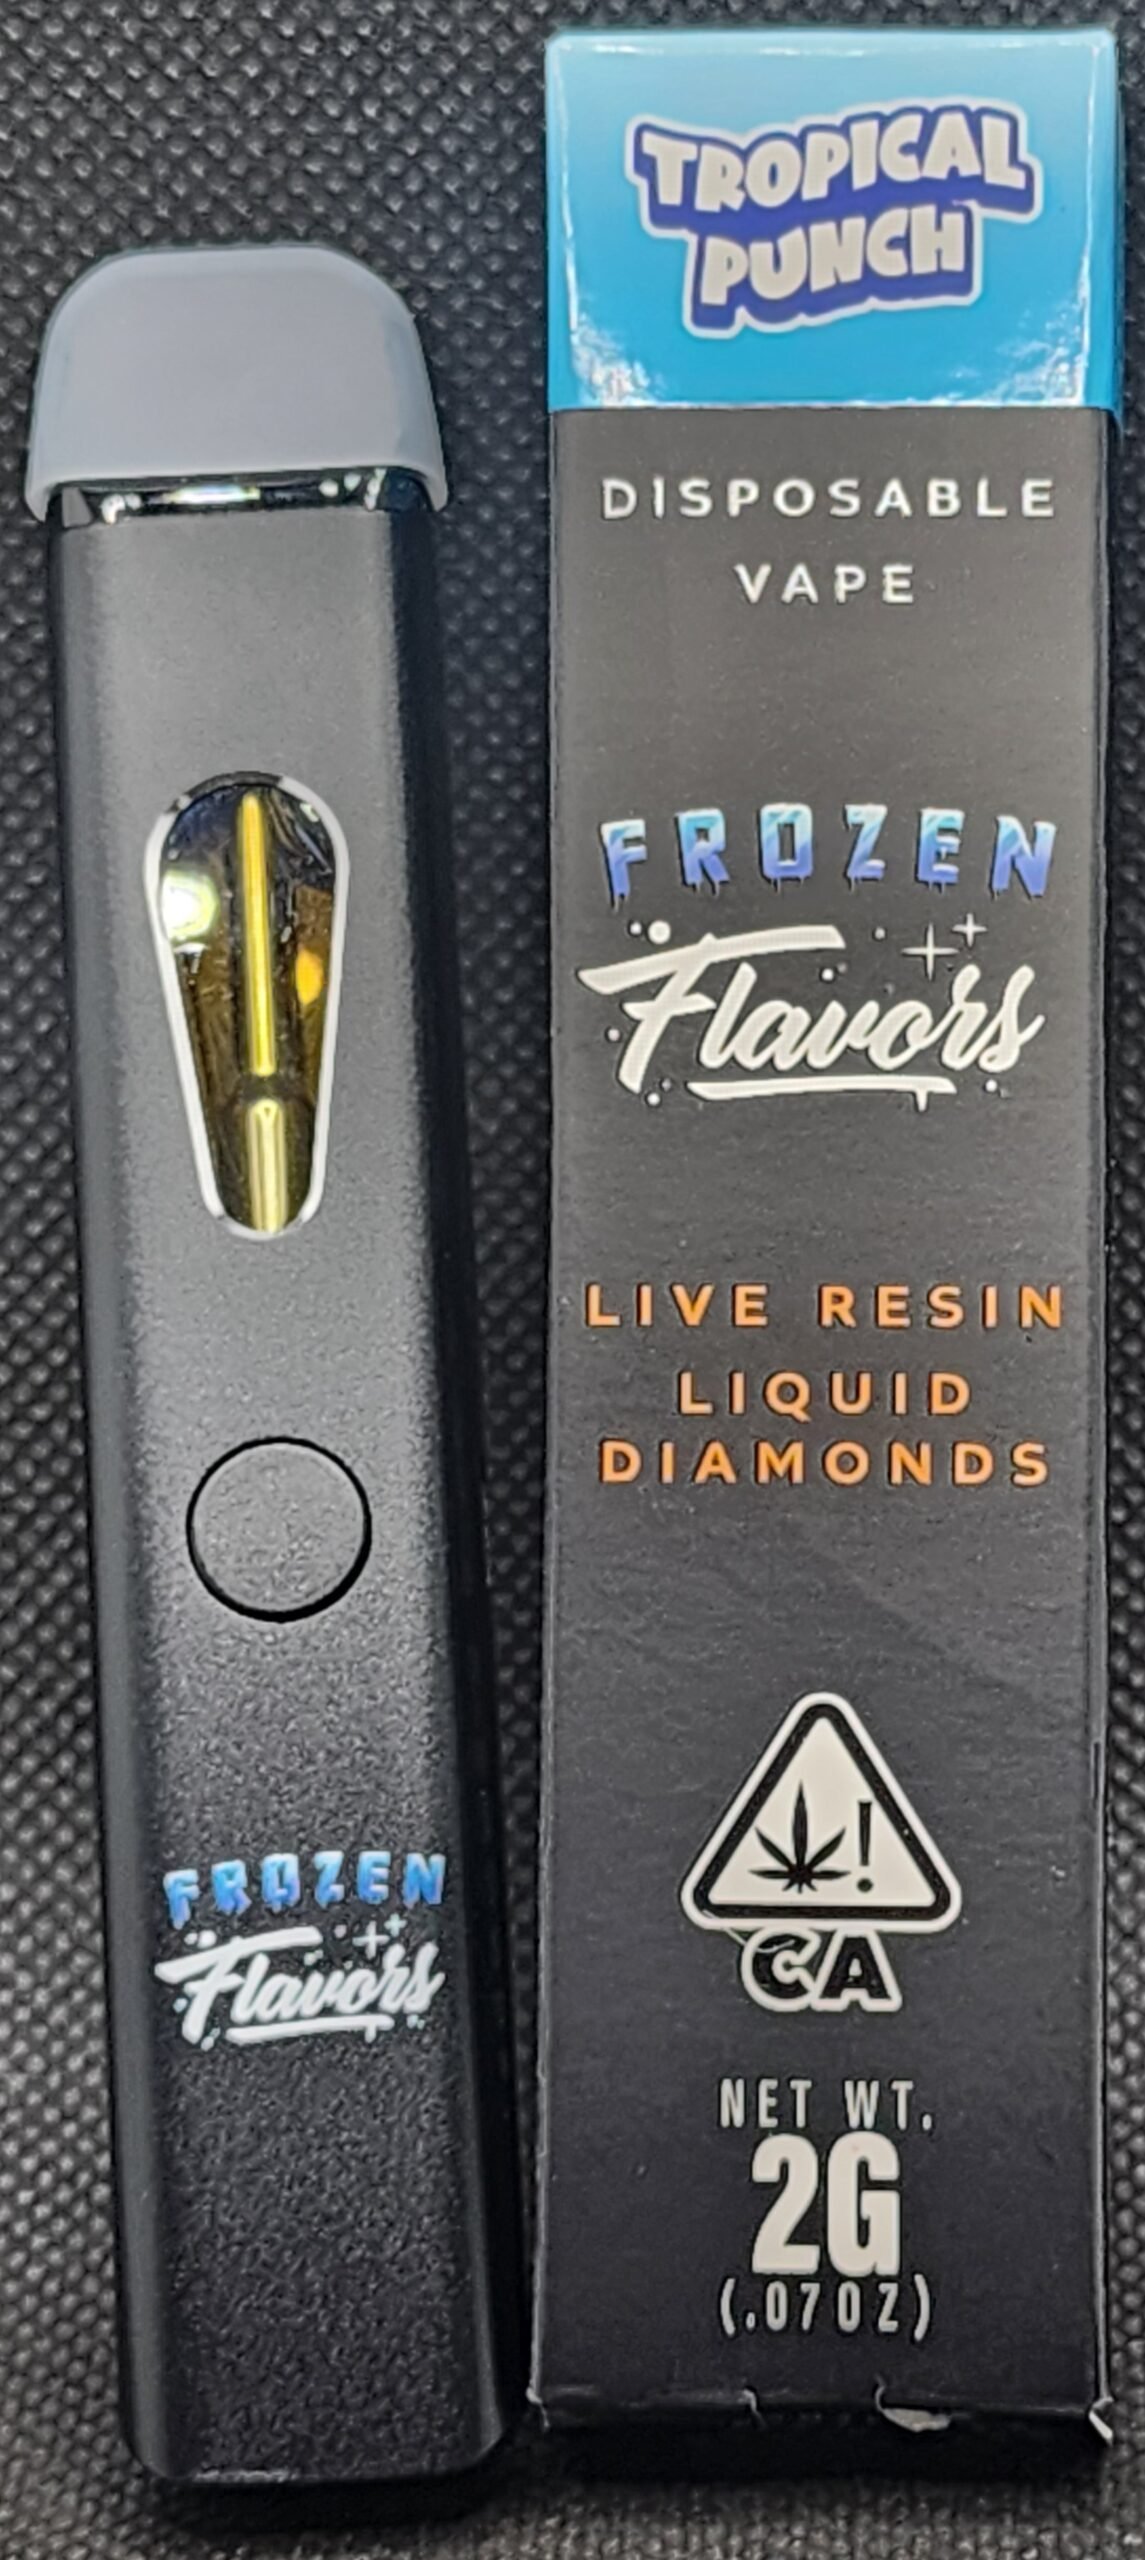 TROPICAL
PUNCH
DISPOSABLE
VAPE
FROZEN
Flavors
LIVE RESIN
LIQUID
DIAMONDS
!
CA
NET WT.
2G
(.07OZ)
FROZEN
Flavors